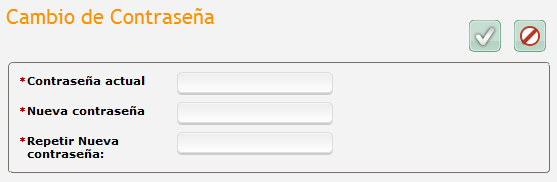 Cambio de Contraseña
*Contraseña actual
*Nueva contraseña
*Repetir Nueva
contraseña: